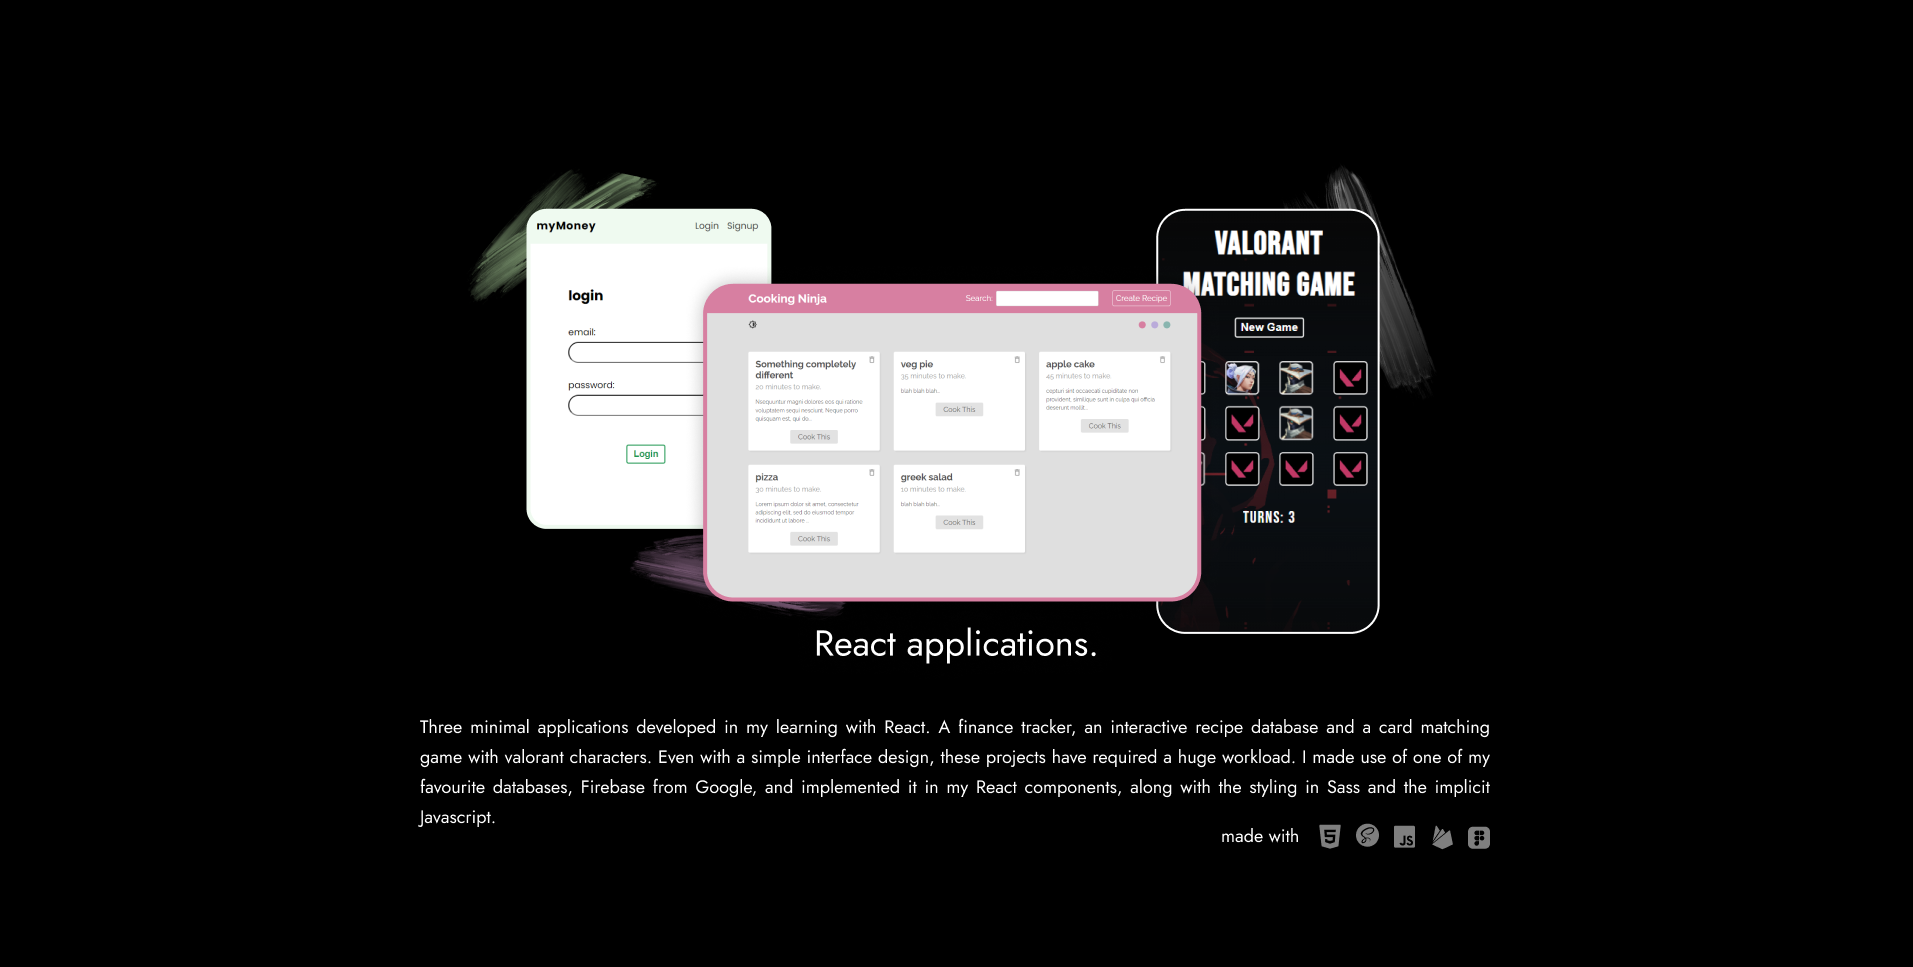 myMoney
Login Signup
login
email:
password:
Login
Cooking Ninja
Search:
Create Recipe
Something completely
different
20 minutes to make.
Nsequuntur magni dolores eos qui ratione
voluptatem sequi nesciunt. Neque porro
quisquam est, qui do...
Cook This
veg pie
35 minutes to make.
blah blah blah...
Cook This
apple cake
45 minutes to make.
cepturi sint occaecati cupiditate non
provident, similique sunt in culpa qui officia
deserunt mollit...
Cook This
pizza
30 minutes to make.
Lorem ipsum dolor sit amet, consectetur
adipiscing elit, sed do eiusmod tempor
incididunt ut labore ...
Cook This
greek salad
10 minutes to make.
blah blah blah...
Cook This
VALORANT
MATCHING GAME
New Game
TURNS: 3
React applications.
Three minimal applications developed in my learning with React. A finance tracker, an interactive recipe database and a card matching
game with valorant characters. Even with a simple interface design, these projects have required a huge workload. I made use of one of my
favourite databases, Firebase from Google, and implemented it in my React components, along with the styling in Sass and the implicit
Javascript.
made with
5
JS